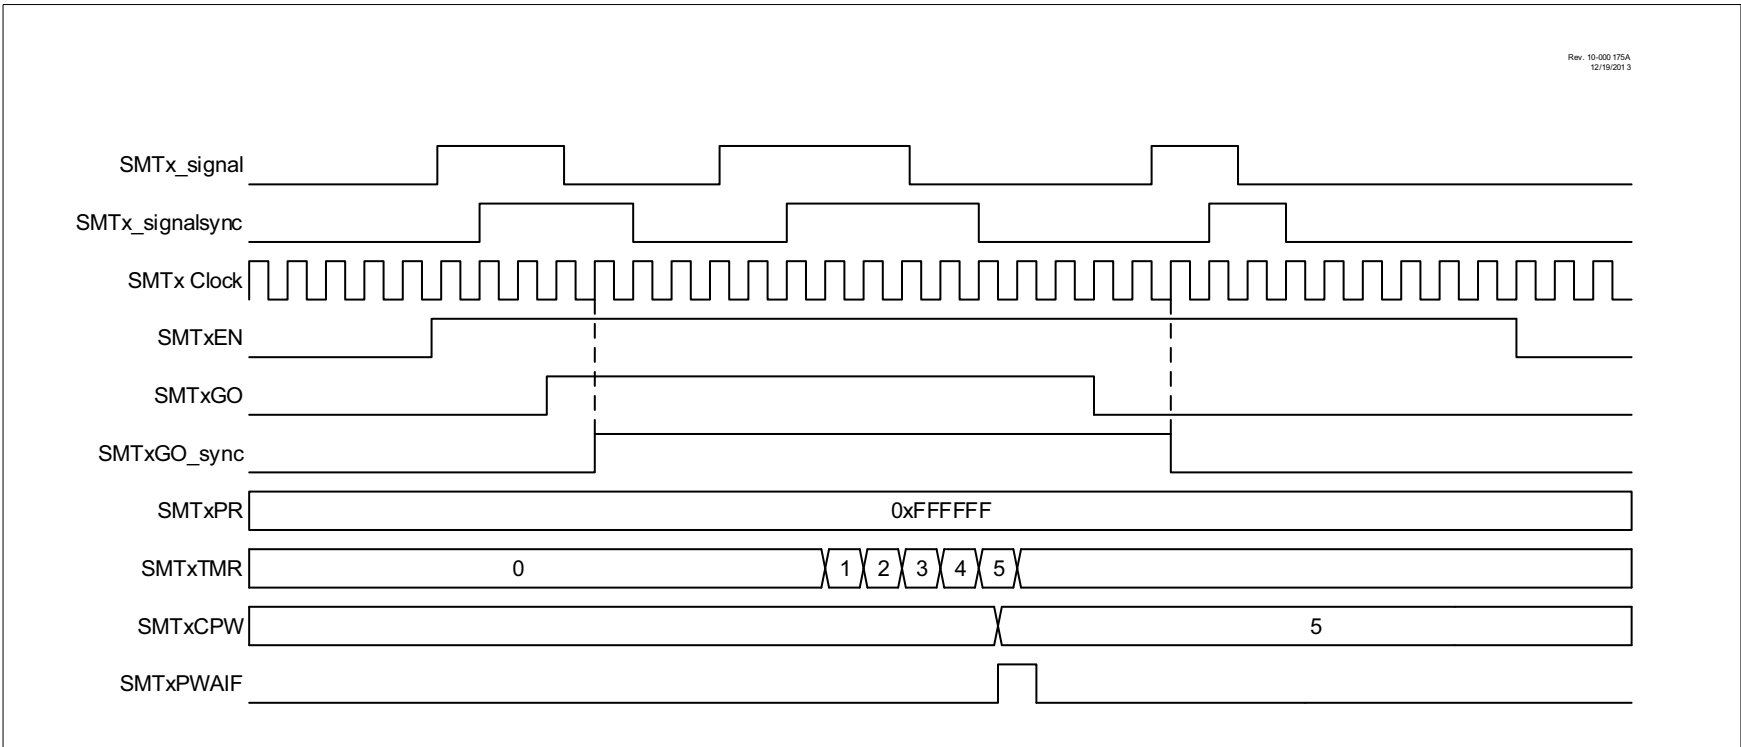 Rev. 10-000 175A
12/19/201 3
SMTx_signal
SMTx_signalsync
SMTx Clock
SMTxEN
SMTxGO
SMTxGO_sync
SMTxPR 0xFFFFFF
SMTxTMR 0 1 2 3 4 5
SMTxCPW 5
SMTxPWAIF